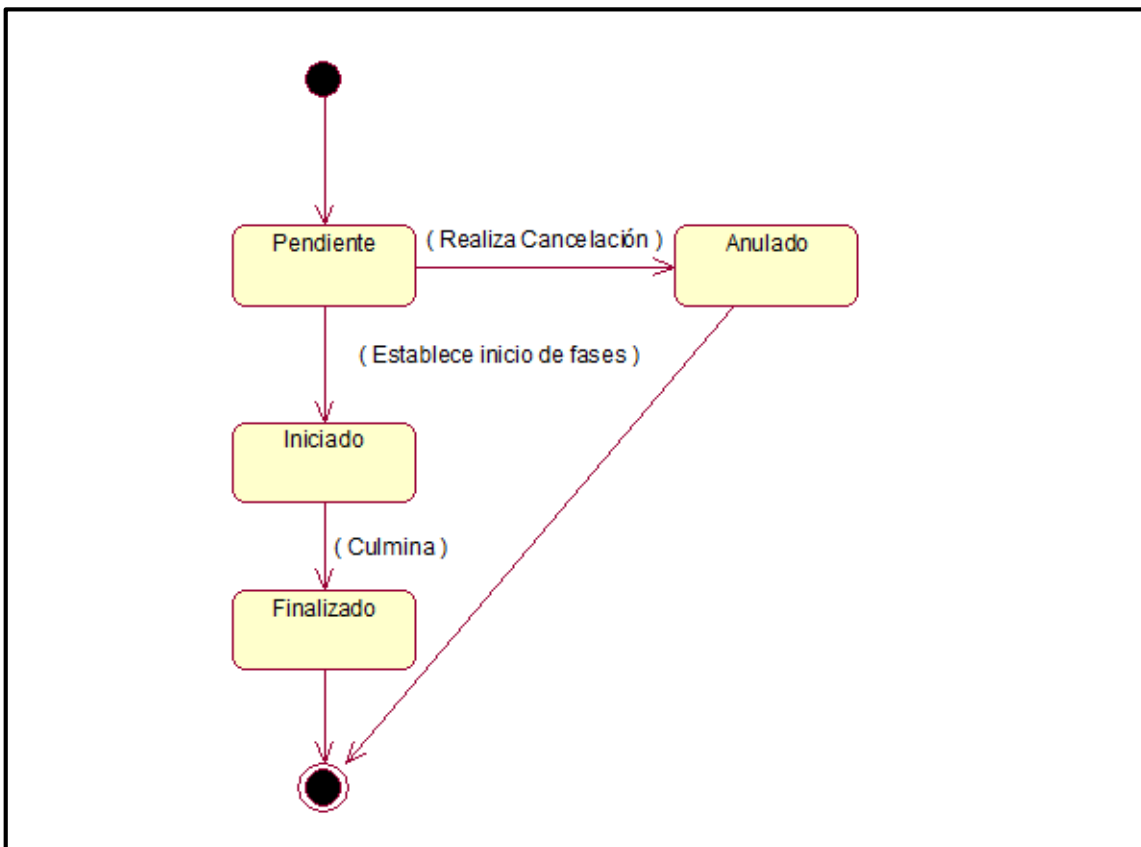 Pendiente
( Realiza Cancelación )
Anulado
( Establece inicio de fases )
Iniciado
( Culmina )
Finalizado